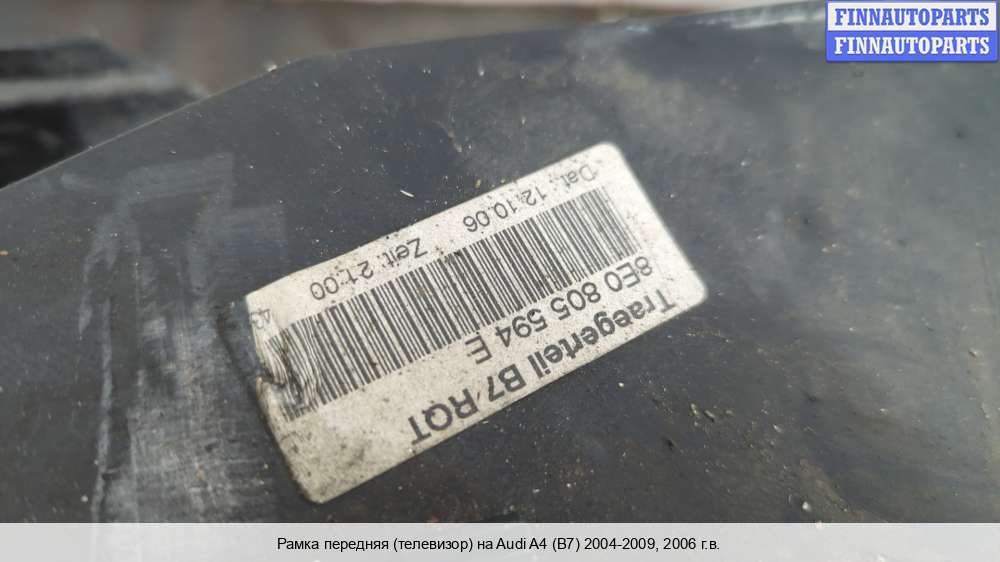 FINNAUTOPARTS
FINNAUTOPARTS
Traegerteil B7 RQT
8E0 805 594 E
Dat.: 12.10.06 Zeit: 21:00
Рамка передняя (телевизор) на Audi A4 (B7) 2004-2009, 2006 г.в.